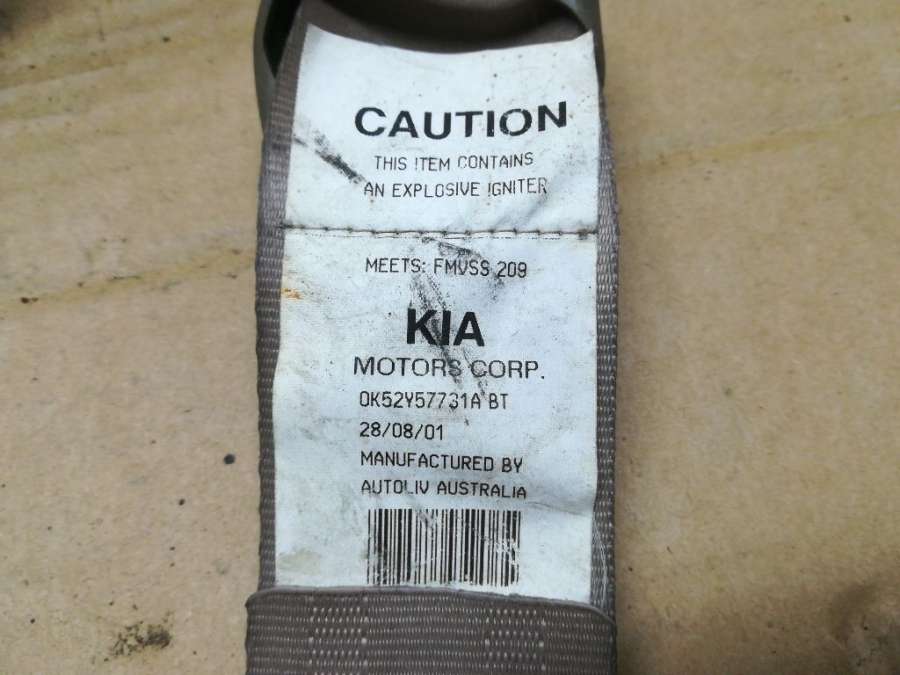 CAUTION
THIS ITEM CONTAINS
AN EXPLOSIVE IGNITER
MEETS: FMVSS 209
KIA
MOTORS CORP.
0K52Y57731A BT
28/08/01
MANUFACTURED BY
AUTOLIV AUSTRALIA